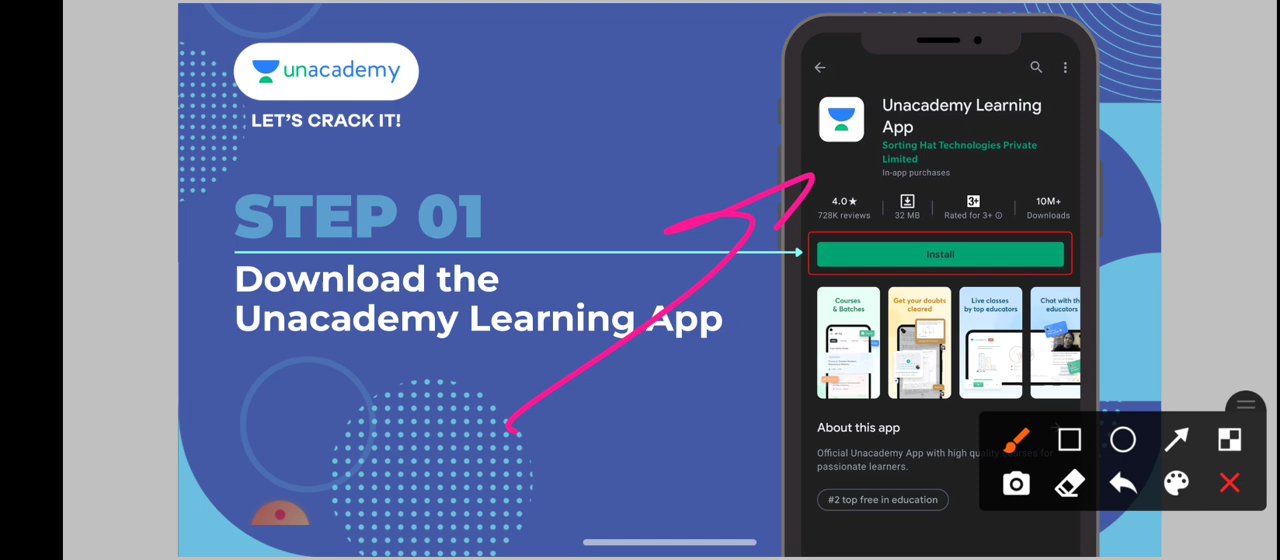 unacademy
LET'S CRACK IT!
STEP 01
Download the
Unacademy Learning App
Unacademy Learning
App
Sorting Hat Technologies Private
Limited
In-app purchases
4.0★
728K reviews
32 MB
3+
Rated for 3+
10M+
Downloads
Install
Courses
& Batches
Get your doubts
cleared
Live classes
by top educators
Chat with th
educators
About this app
Official Unacademy App with high quality courses for
passionate learners.
#2 top free in education